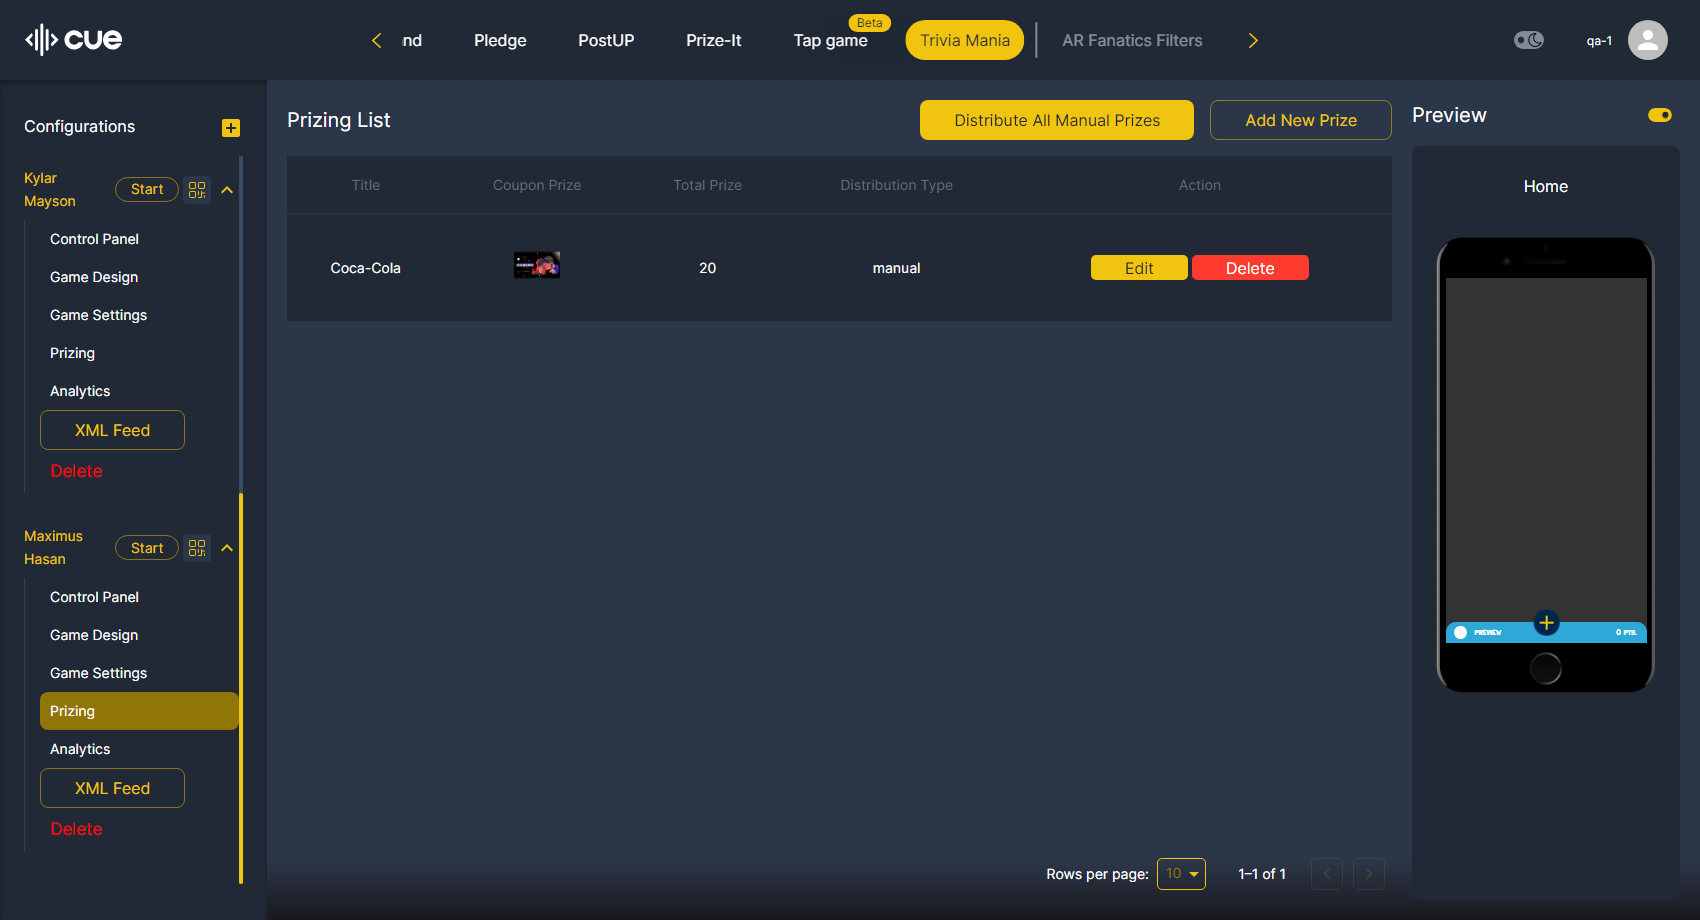 cue
nd
Pledge
PostUP
Prize-It
Tap game
Beta
Trivia Mania
AR Fanatics Filters
qa-1
Configurations
Kylar
Mayson
Start
Control Panel
Game Design
Game Settings
Prizing
Analytics
XML Feed
Delete
Maximus
Hasan
Start
Control Panel
Game Design
Game Settings
Prizing
Analytics
XML Feed
Delete
Prizing List
Distribute All Manual Prizes
Add New Prize
Title Coupon Prize Total Prize Distribution Type Action
Coca-Cola 20 manual Edit Delete
Rows per page: 10 1–1 of 1
Preview
Home
PREVIEW 0 PTS.